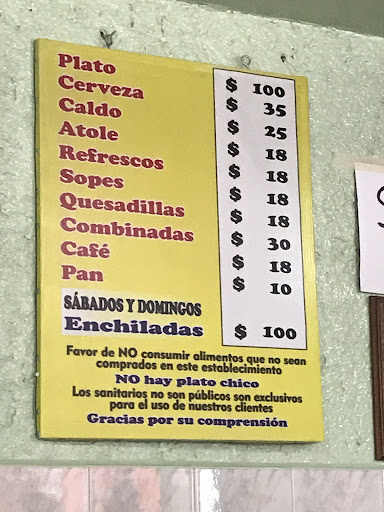 Plato $ 100
Cerveza $ 35
Caldo $ 25
Atole $ 18
Refrescos $ 18
Sopes $ 18
Quesadillas $ 18
Combinadas $ 30
Café $ 18
Pan $ 10
SÁBADOS Y DOMINGOS
Enchiladas $ 100
Favor de NO consumir alimentos que no sean
comprados en este establecimiento
NO hay plato chico
Los sanitarios no son públicos son exclusivos
para el uso de nuestros clientes
Gracias por su comprensión